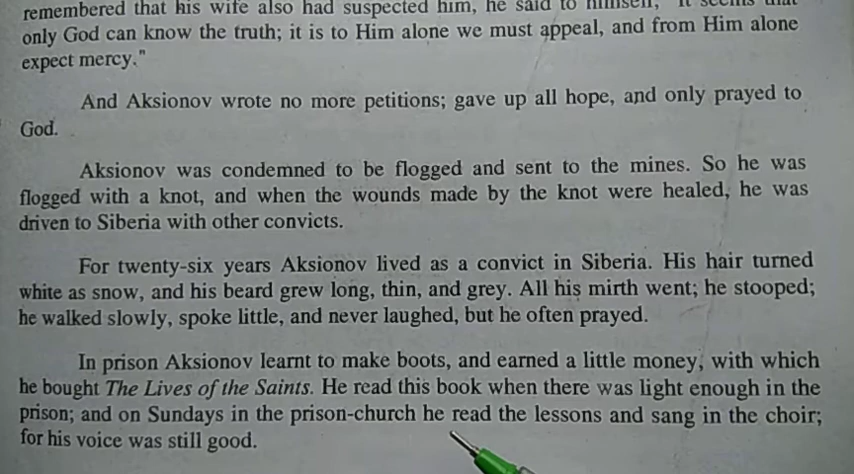 remembered that his wife also had suspected him, he said to himself, "It seems that
only God can know the truth; it is to Him alone we must appeal, and from Him alone
expect mercy."
And Aksionov wrote no more petitions; gave up all hope, and only prayed to
God.
Aksionov was condemned to be flogged and sent to the mines. So he was
flogged with a knot, and when the wounds made by the knot were healed, he was
driven to Siberia with other convicts.
For twenty-six years Aksionov lived as a convict in Siberia. His hair turned
white as snow, and his beard grew long, thin, and grey. All his mirth went; he stooped;
he walked slowly, spoke little, and never laughed, but he often prayed.
In prison Aksionov learnt to make boots, and earned a little money, with which
he bought The Lives of the Saints. He read this book when there was light enough in the
prison; and on Sundays in the prison-church he read the lessons and sang in the choir;
for his voice was still good.